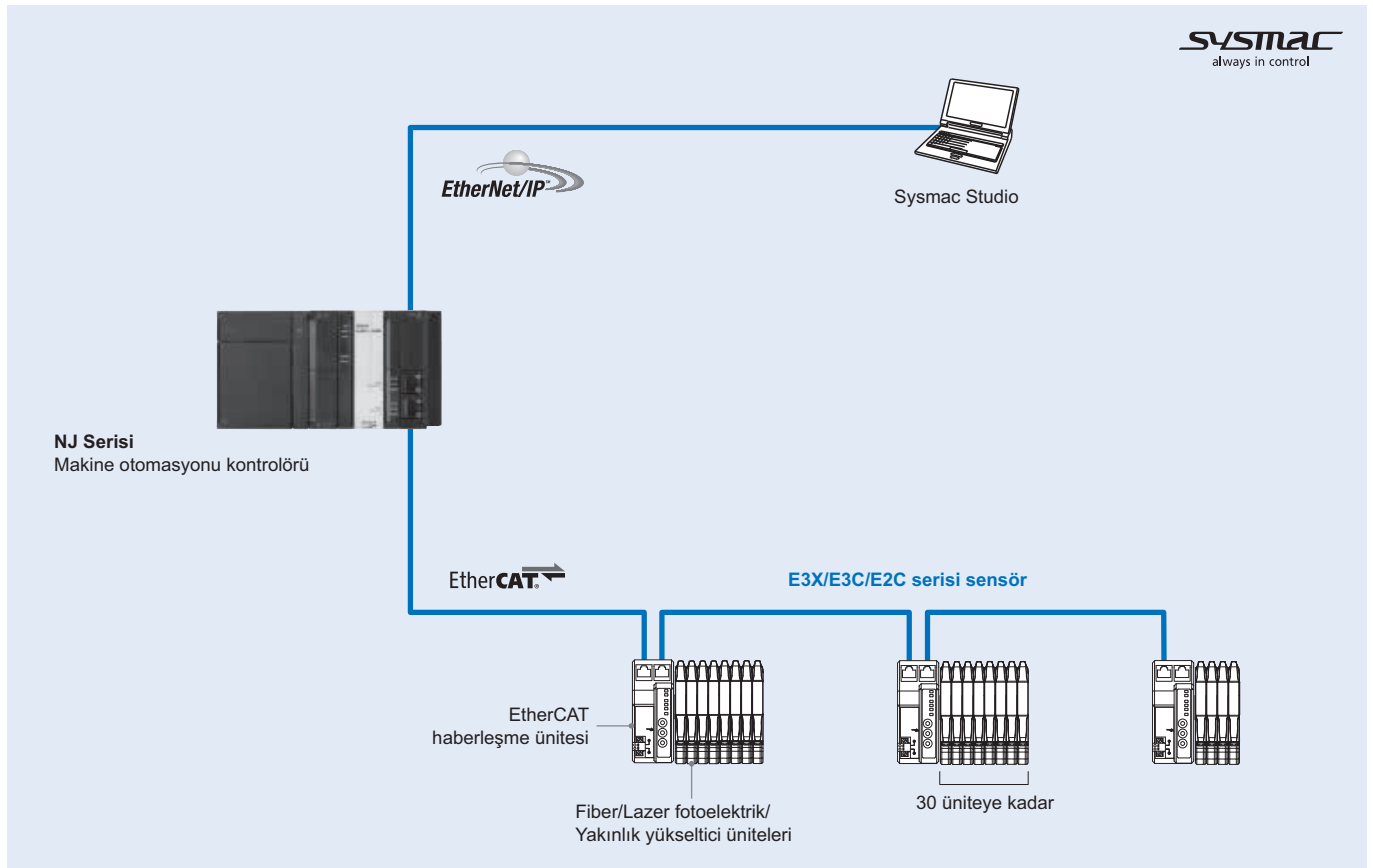 sysmac
always in control
EtherNet/IP™
Sysmac Studio
NJ Serisi
Makine otomasyonu kontrolörü
EtherCAT®
E3X/E3C/E2C serisi sensör
EtherCAT
haberleşme ünitesi
30 üniteye kadar
Fiber/Lazer fotoelektrik/
Yakınlık yükseltici üniteleri